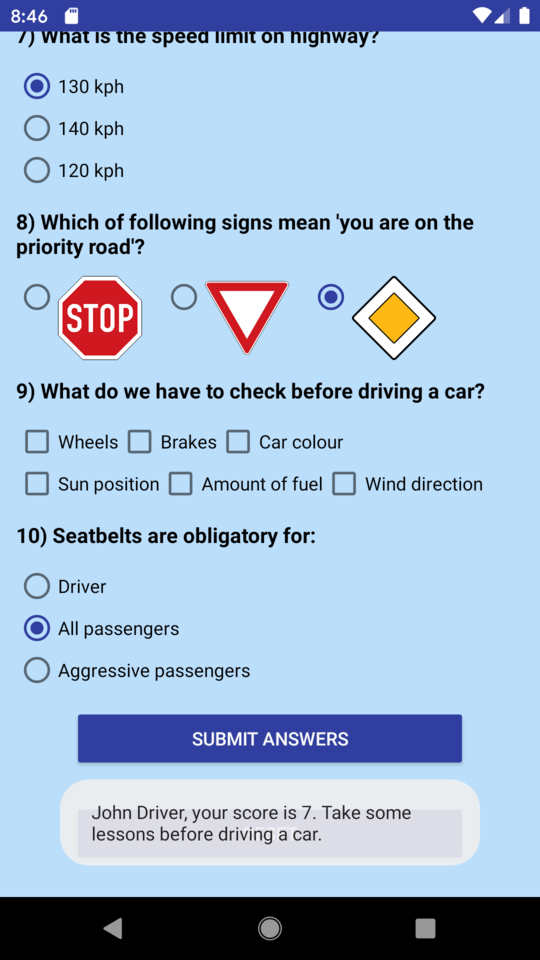 8:46
7) What is the speed limit on highway?
130 kph
140 kph
120 kph
8) Which of following signs mean 'you are on the
priority road'?
STOP
9) What do we have to check before driving a car?
Wheels Brakes Car colour
Sun position Amount of fuel Wind direction
10) Seatbelts are obligatory for:
Driver
All passengers
Aggressive passengers
SUBMIT ANSWERS
John Driver, your score is 7. Take some
lessons before driving a car.